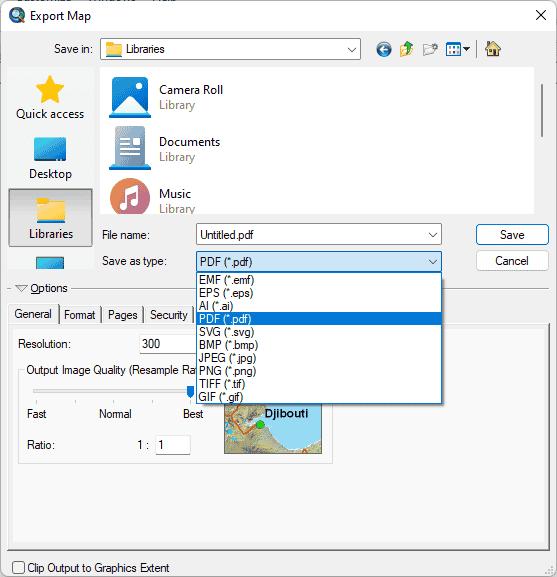 Export Map
Save in:
Libraries
Quick access
Desktop
Libraries
Camera Roll
Library
Documents
Library
Music
Library
File name:
Untitled.pdf
Save
Save as type:
PDF (*.pdf)
Cancel
EMF (*.emf)
EPS (*.eps)
AI (*.ai)
PDF (*.pdf)
SVG (*.svg)
BMP (*.bmp)
JPEG (*.jpg)
PNG (*.png)
TIFF (*.tif)
GIF (*.gif)
Options
General
Format
Pages
Security
Resolution:
300
Output Image Quality (Resample
Fast
Normal
Best
Ratio:
1 :
1
Djibouti
Clip Output to Graphics Extent